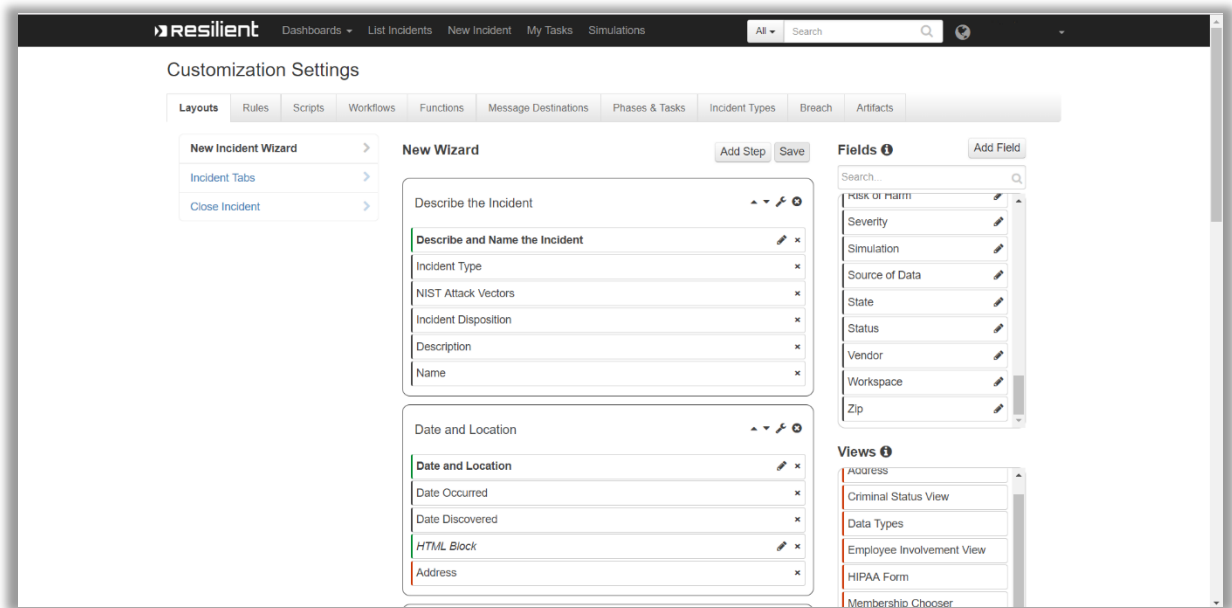 Resilient Dashboards List Incidents New Incident My Tasks Simulations All Search
Customization Settings
Layouts Rules Scripts Workflows Functions Message Destinations Phases & Tasks Incident Types Breach Artifacts
New Incident Wizard
Incident Tabs
Close Incident
New Wizard Add Step Save
Describe the Incident
Describe and Name the Incident
Incident Type
NIST Attack Vectors
Incident Disposition
Description
Name
Date and Location
Date and Location
Date Occurred
Date Discovered
HTML Block
Address
Fields Add Field
Search...
Risk of Harm
Severity
Simulation
Source of Data
State
Status
Vendor
Workspace
Zip
Views
Address
Criminal Status View
Data Types
Employee Involvement View
HIPAA Form
Membership Chooser